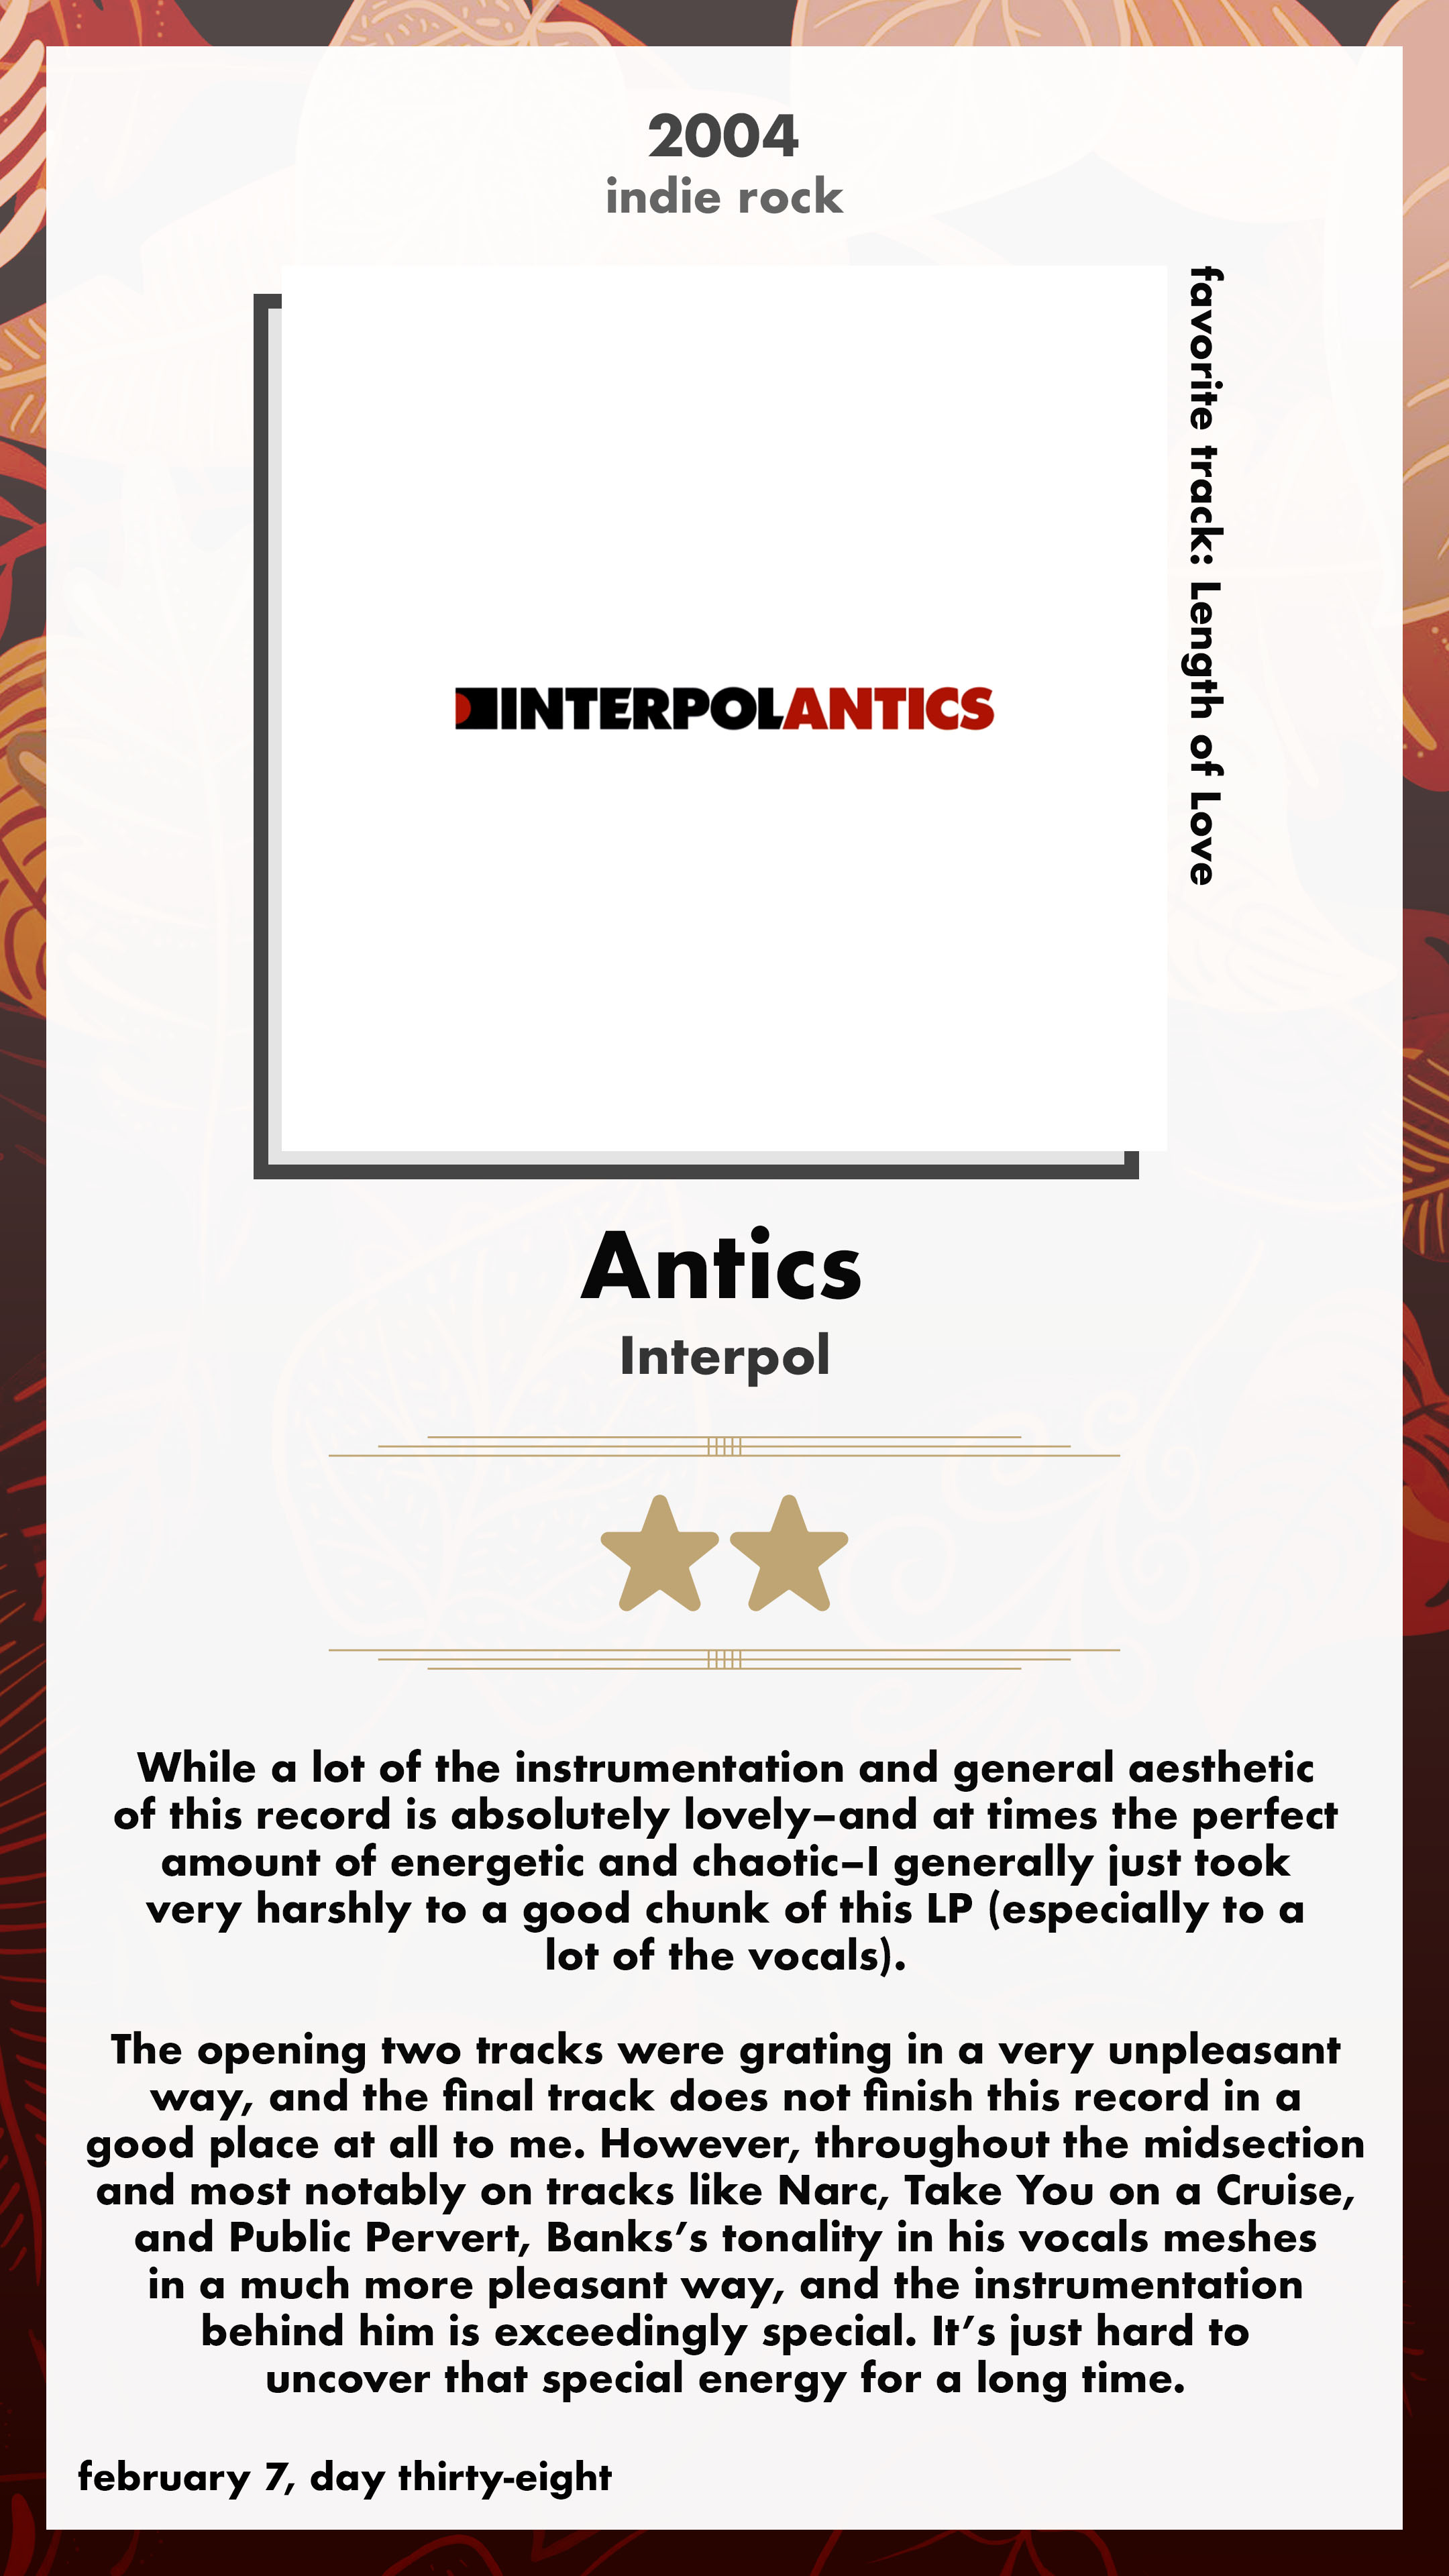 2004
indie rock
favorite track: Length of Love
INTERPOLANTICS
Antics
Interpol
While a lot of the instrumentation and general aesthetic
of this record is absolutely lovely–and at times the perfect
amount of energetic and chaotic–I generally just took
very harshly to a good chunk of this LP (especially to a
lot of the vocals).
The opening two tracks were grating in a very unpleasant
way, and the final track does not finish this record in a
good place at all to me. However, throughout the midsection
and most notably on tracks like Narc, Take You on a Cruise,
and Public Pervert, Banks’s tonality in his vocals meshes
in a much more pleasant way, and the instrumentation
behind him is exceedingly special. It’s just hard to
uncover that special energy for a long time.
february 7, day thirty-eight